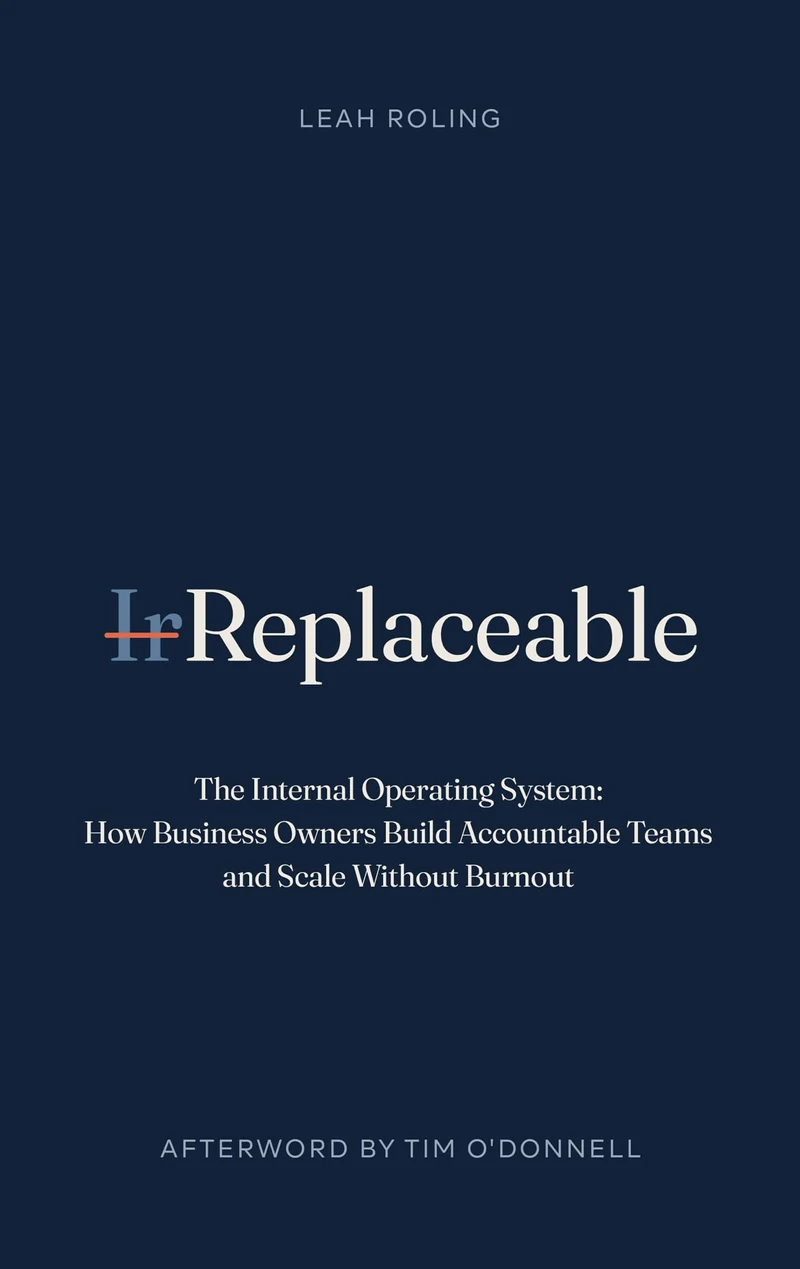 LEAH ROLING
IrReplaceable
The Internal Operating System:
How Business Owners Build Accountable Teams
and Scale Without Burnout
AFTERWORD BY TIM O'DONNELL